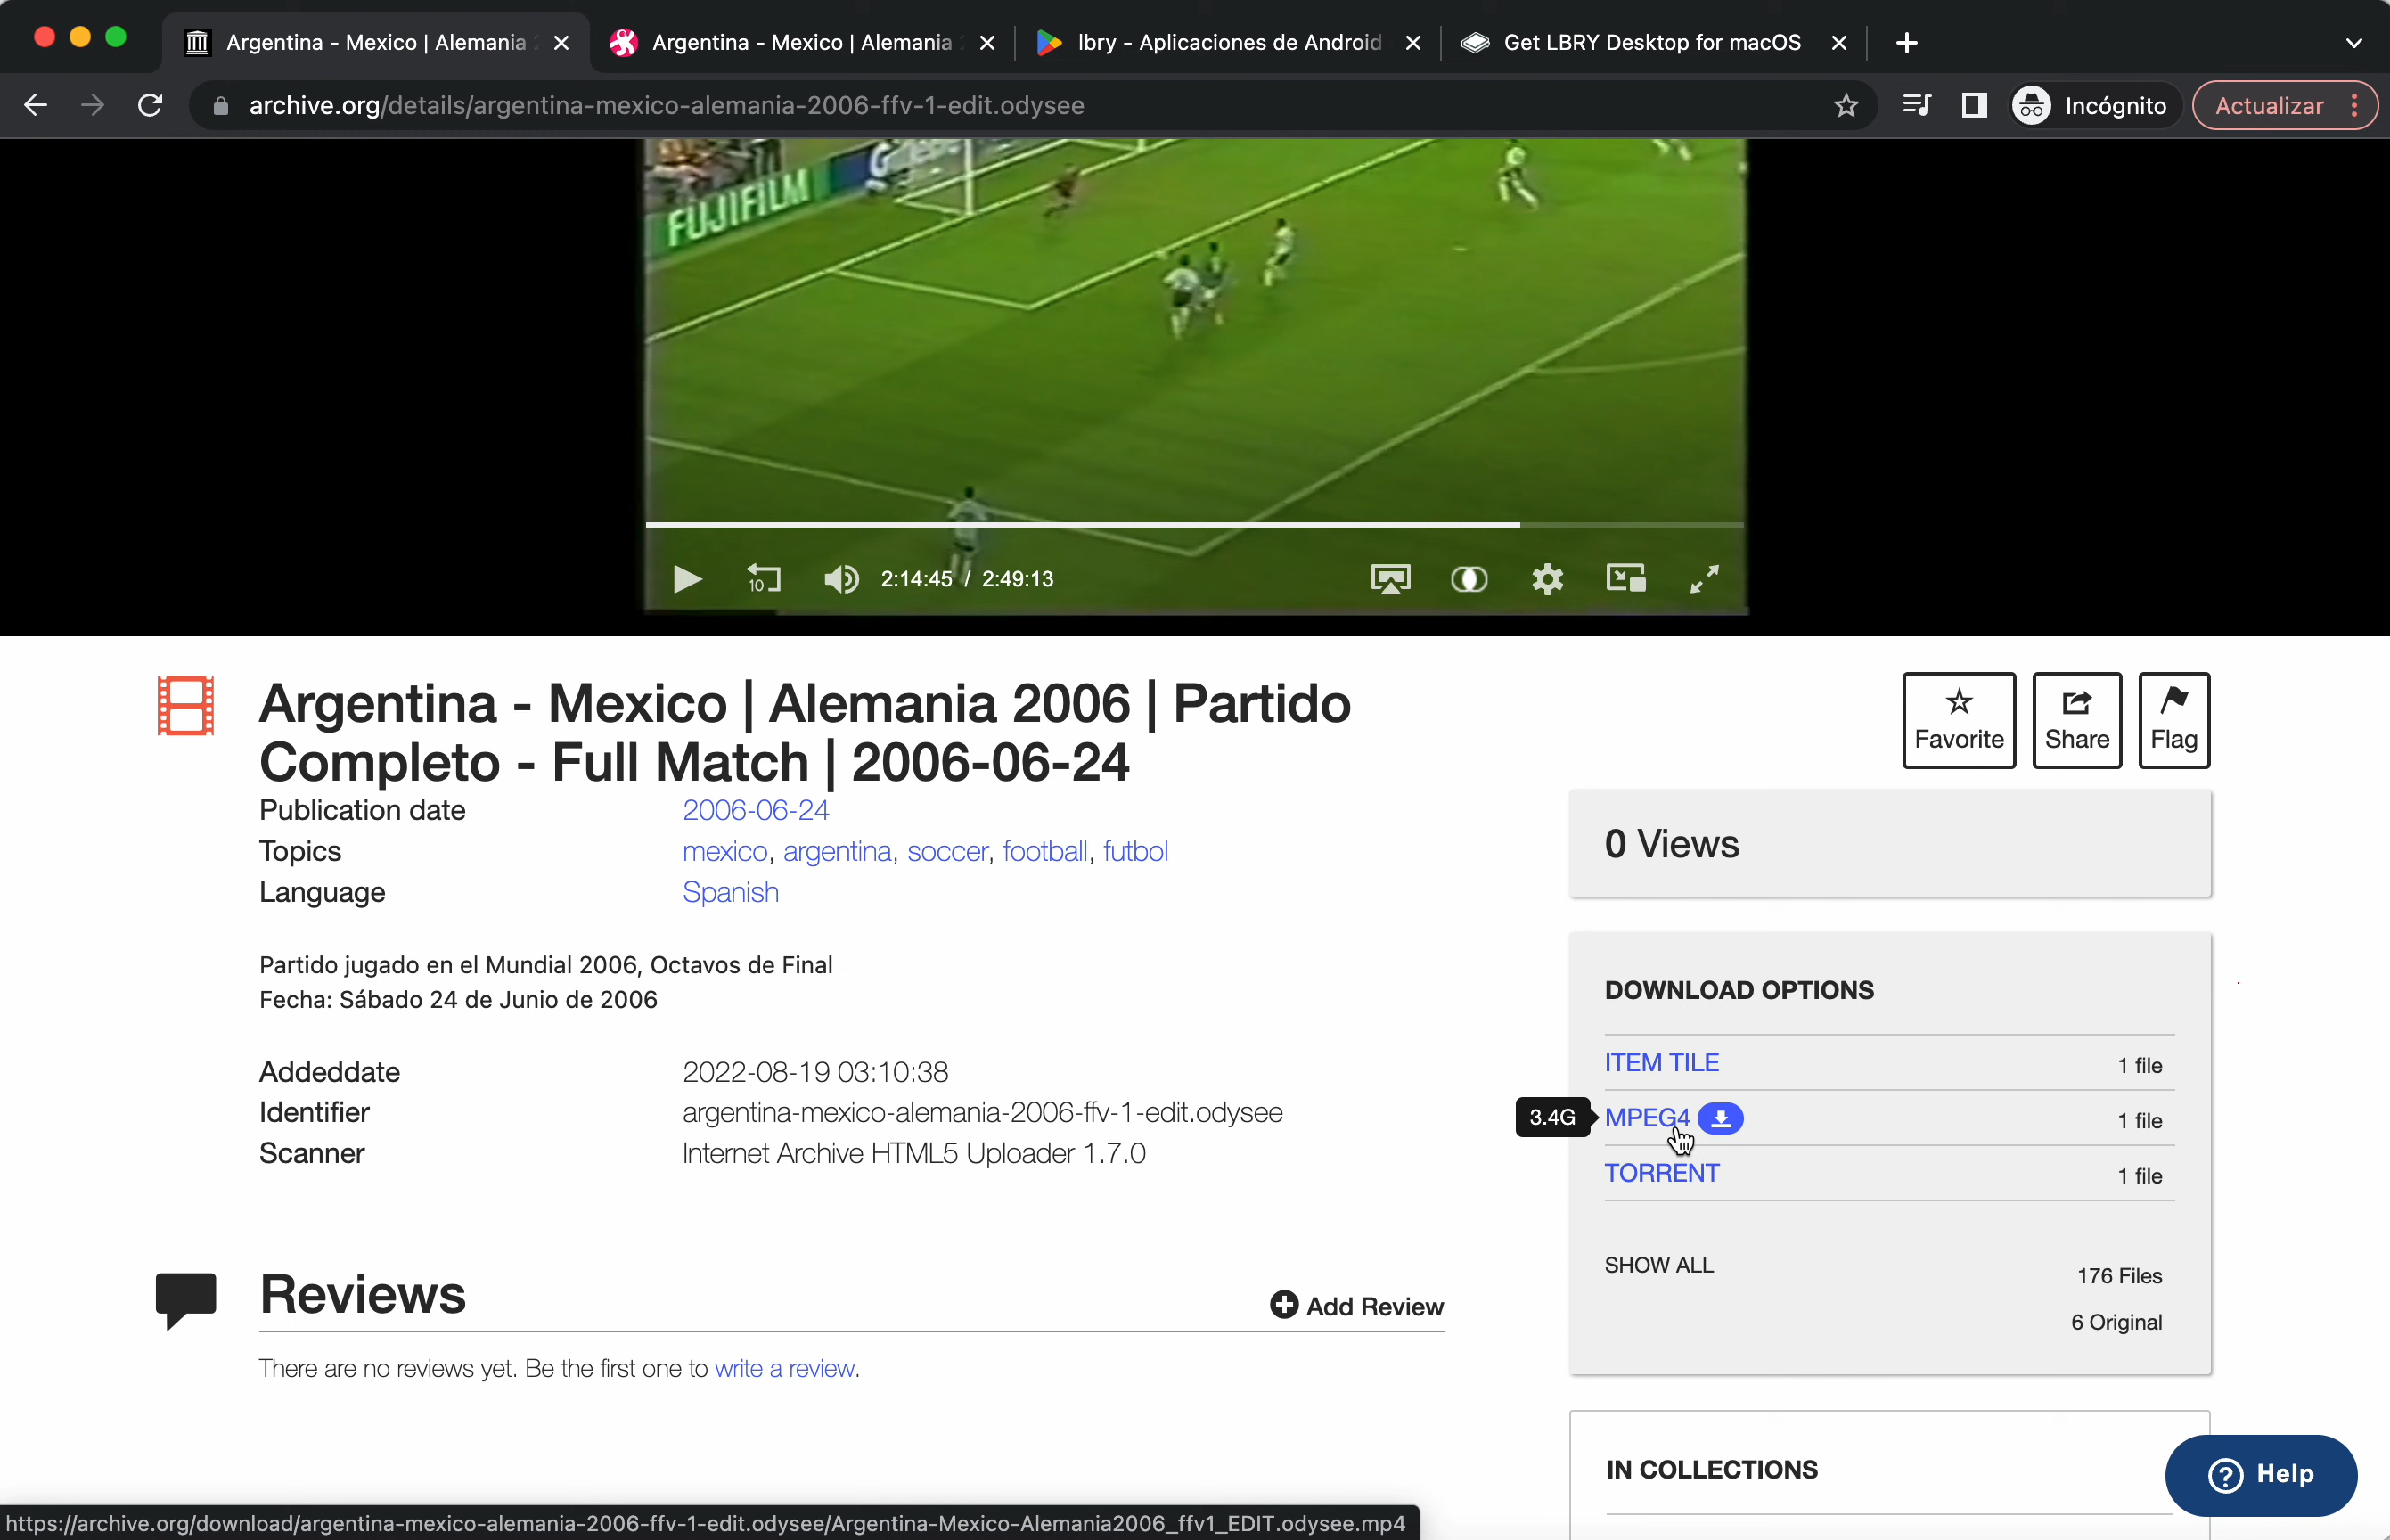 Argentina - Mexico | Alemania
Argentina - Mexico | Alemania
lbry - Aplicaciones de Android
Get LBRY Desktop for macOS
archive.org/details/argentina-mexico-alemania-2006-ffv-1-edit.odysee
Incógnito
Actualizar
FUJIFILM
10
2:14:45 / 2:49:13
Argentina - Mexico | Alemania 2006 | Partido
Completo - Full Match | 2006-06-24
Favorite
Share
Flag
Publication date 2006-06-24
Topics mexico, argentina, soccer, football, futbol
Language Spanish
0 Views
Partido jugado en el Mundial 2006, Octavos de Final
Fecha: Sábado 24 de Junio de 2006
DOWNLOAD OPTIONS
ITEM TILE 1 file
3.4G MPEG4 1 file
TORRENT 1 file
SHOW ALL 176 Files
6 Original
Addeddate 2022-08-19 03:10:38
Identifier argentina-mexico-alemania-2006-ffv-1-edit.odysee
Scanner Internet Archive HTML5 Uploader 1.7.0
Reviews
Add Review
There are no reviews yet. Be the first one to write a review.
IN COLLECTIONS
Help
https://archive.org/download/argentina-mexico-alemania-2006-ffv-1-edit.odysee/Argentina-Mexico-Alemania2006_ffv1_EDIT.odysee.mp4